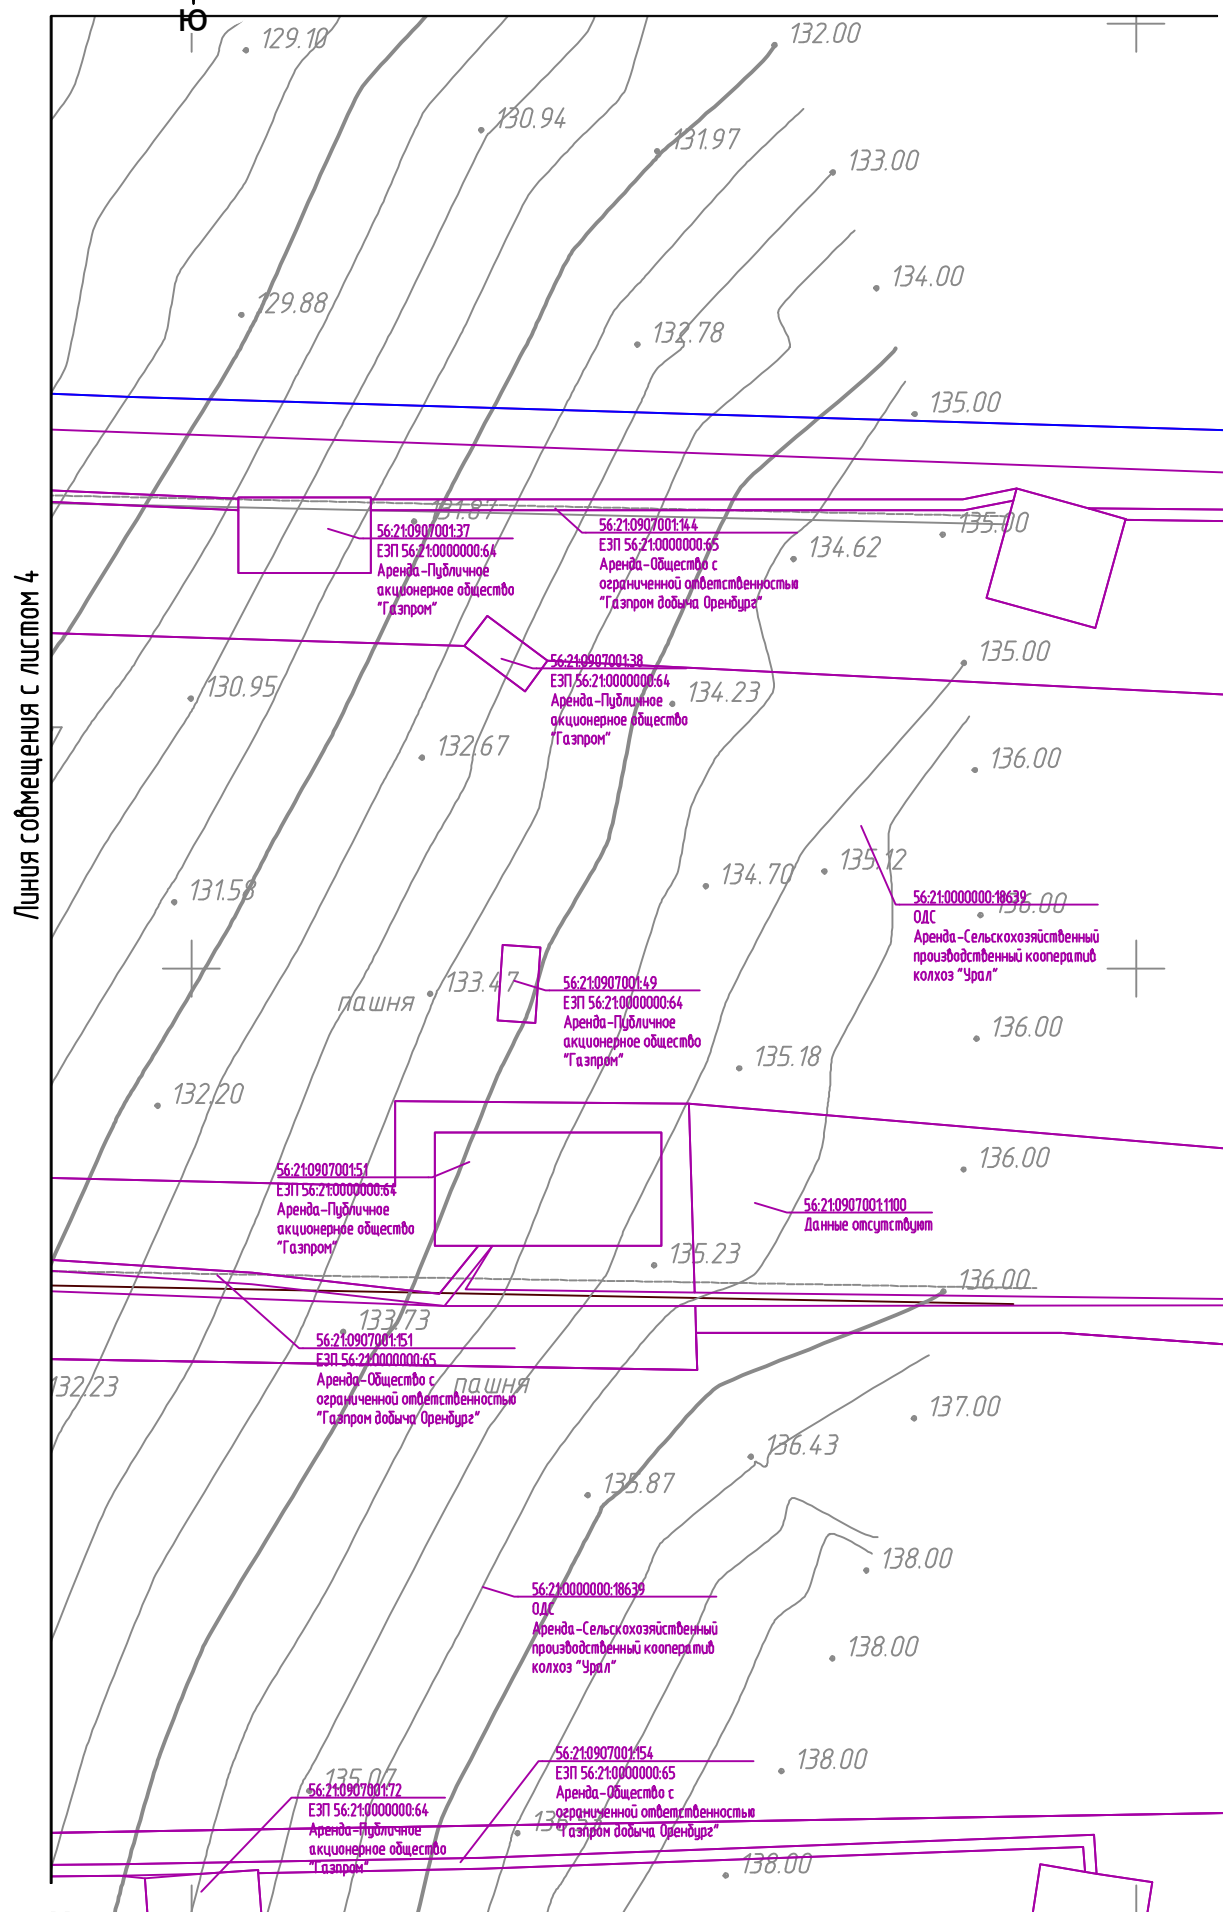 Ю
129.10
132.00
130.94
131.97
133.00
134.00
129.88
132.78
135.00
131.87
56:21:0907001:37
ЕЗП 56:21:0000000:64
Аренда-Публичное
акционерное общество
"Газпром"
56:21:0907001:144
ЕЗП 56:21:0000000:65
Аренда-Общество с
ограниченной ответственностью
"Газпром добыча Оренбург"
134.62
135.00
Линия совмещения с листом 4
56:21:0907001:38
ЕЗП 56:21:0000000:64
Аренда-Публичное
акционерное общество
"Газпром"
135.00
130.95
134.23
7
132.67
136.00
131.58
134.70
135.12
56:21:0000000:18639
ОДС
Аренда-Сельскохозяйственный
производственный кооператив
колхоз "Урал"
136.00
пашня
133.47
56:21:0907001:49
ЕЗП 56:21:0000000:64
Аренда-Публичное
акционерное общество
"Газпром"
136.00
135.18
132.20
56:21:0907001:51
ЕЗП 56:21:0000000:64
Аренда-Публичное
акционерное общество
"Газпром"
136.00
56:21:0907001:1100
Данные отсутствуют
135.23
136.00
133.73
56:21:0907001:151
ЕЗП 56:21:0000000:65
Аренда-Общество с
ограниченной ответственностью
"Газпром добыча Оренбург"
132.23
пашня
137.00
136.43
135.87
138.00
56:21:0000000:18639
ОДС
Аренда-Сельскохозяйственный
производственный кооператив
колхоз "Урал"
138.00
138.00
135.07
56:21:0907001:72
ЕЗП 56:21:0000000:64
Аренда-Публичное
акционерное общество
"Газпром"
56:21:0907001:154
ЕЗП 56:21:0000000:65
Аренда-Общество с
ограниченной ответственностью
"Газпром добыча Оренбург"
138.00